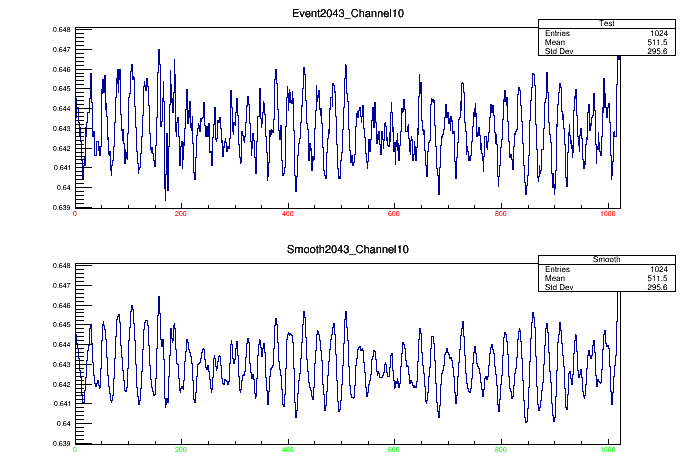 Event2043_Channel10
Test
Entries 1024
Mean 511.5
Std Dev 295.6
0.648
0.647
0.646
0.645
0.644
0.643
0.642
0.641
0.64
0.639
0 200 400 600 800 1000
Smooth2043_Channel10
Smooth
Entries 1024
Mean 511.5
Std Dev 295.6
0.648
0.647
0.646
0.645
0.644
0.643
0.642
0.641
0.64
0.639
0 200 400 600 800 1000